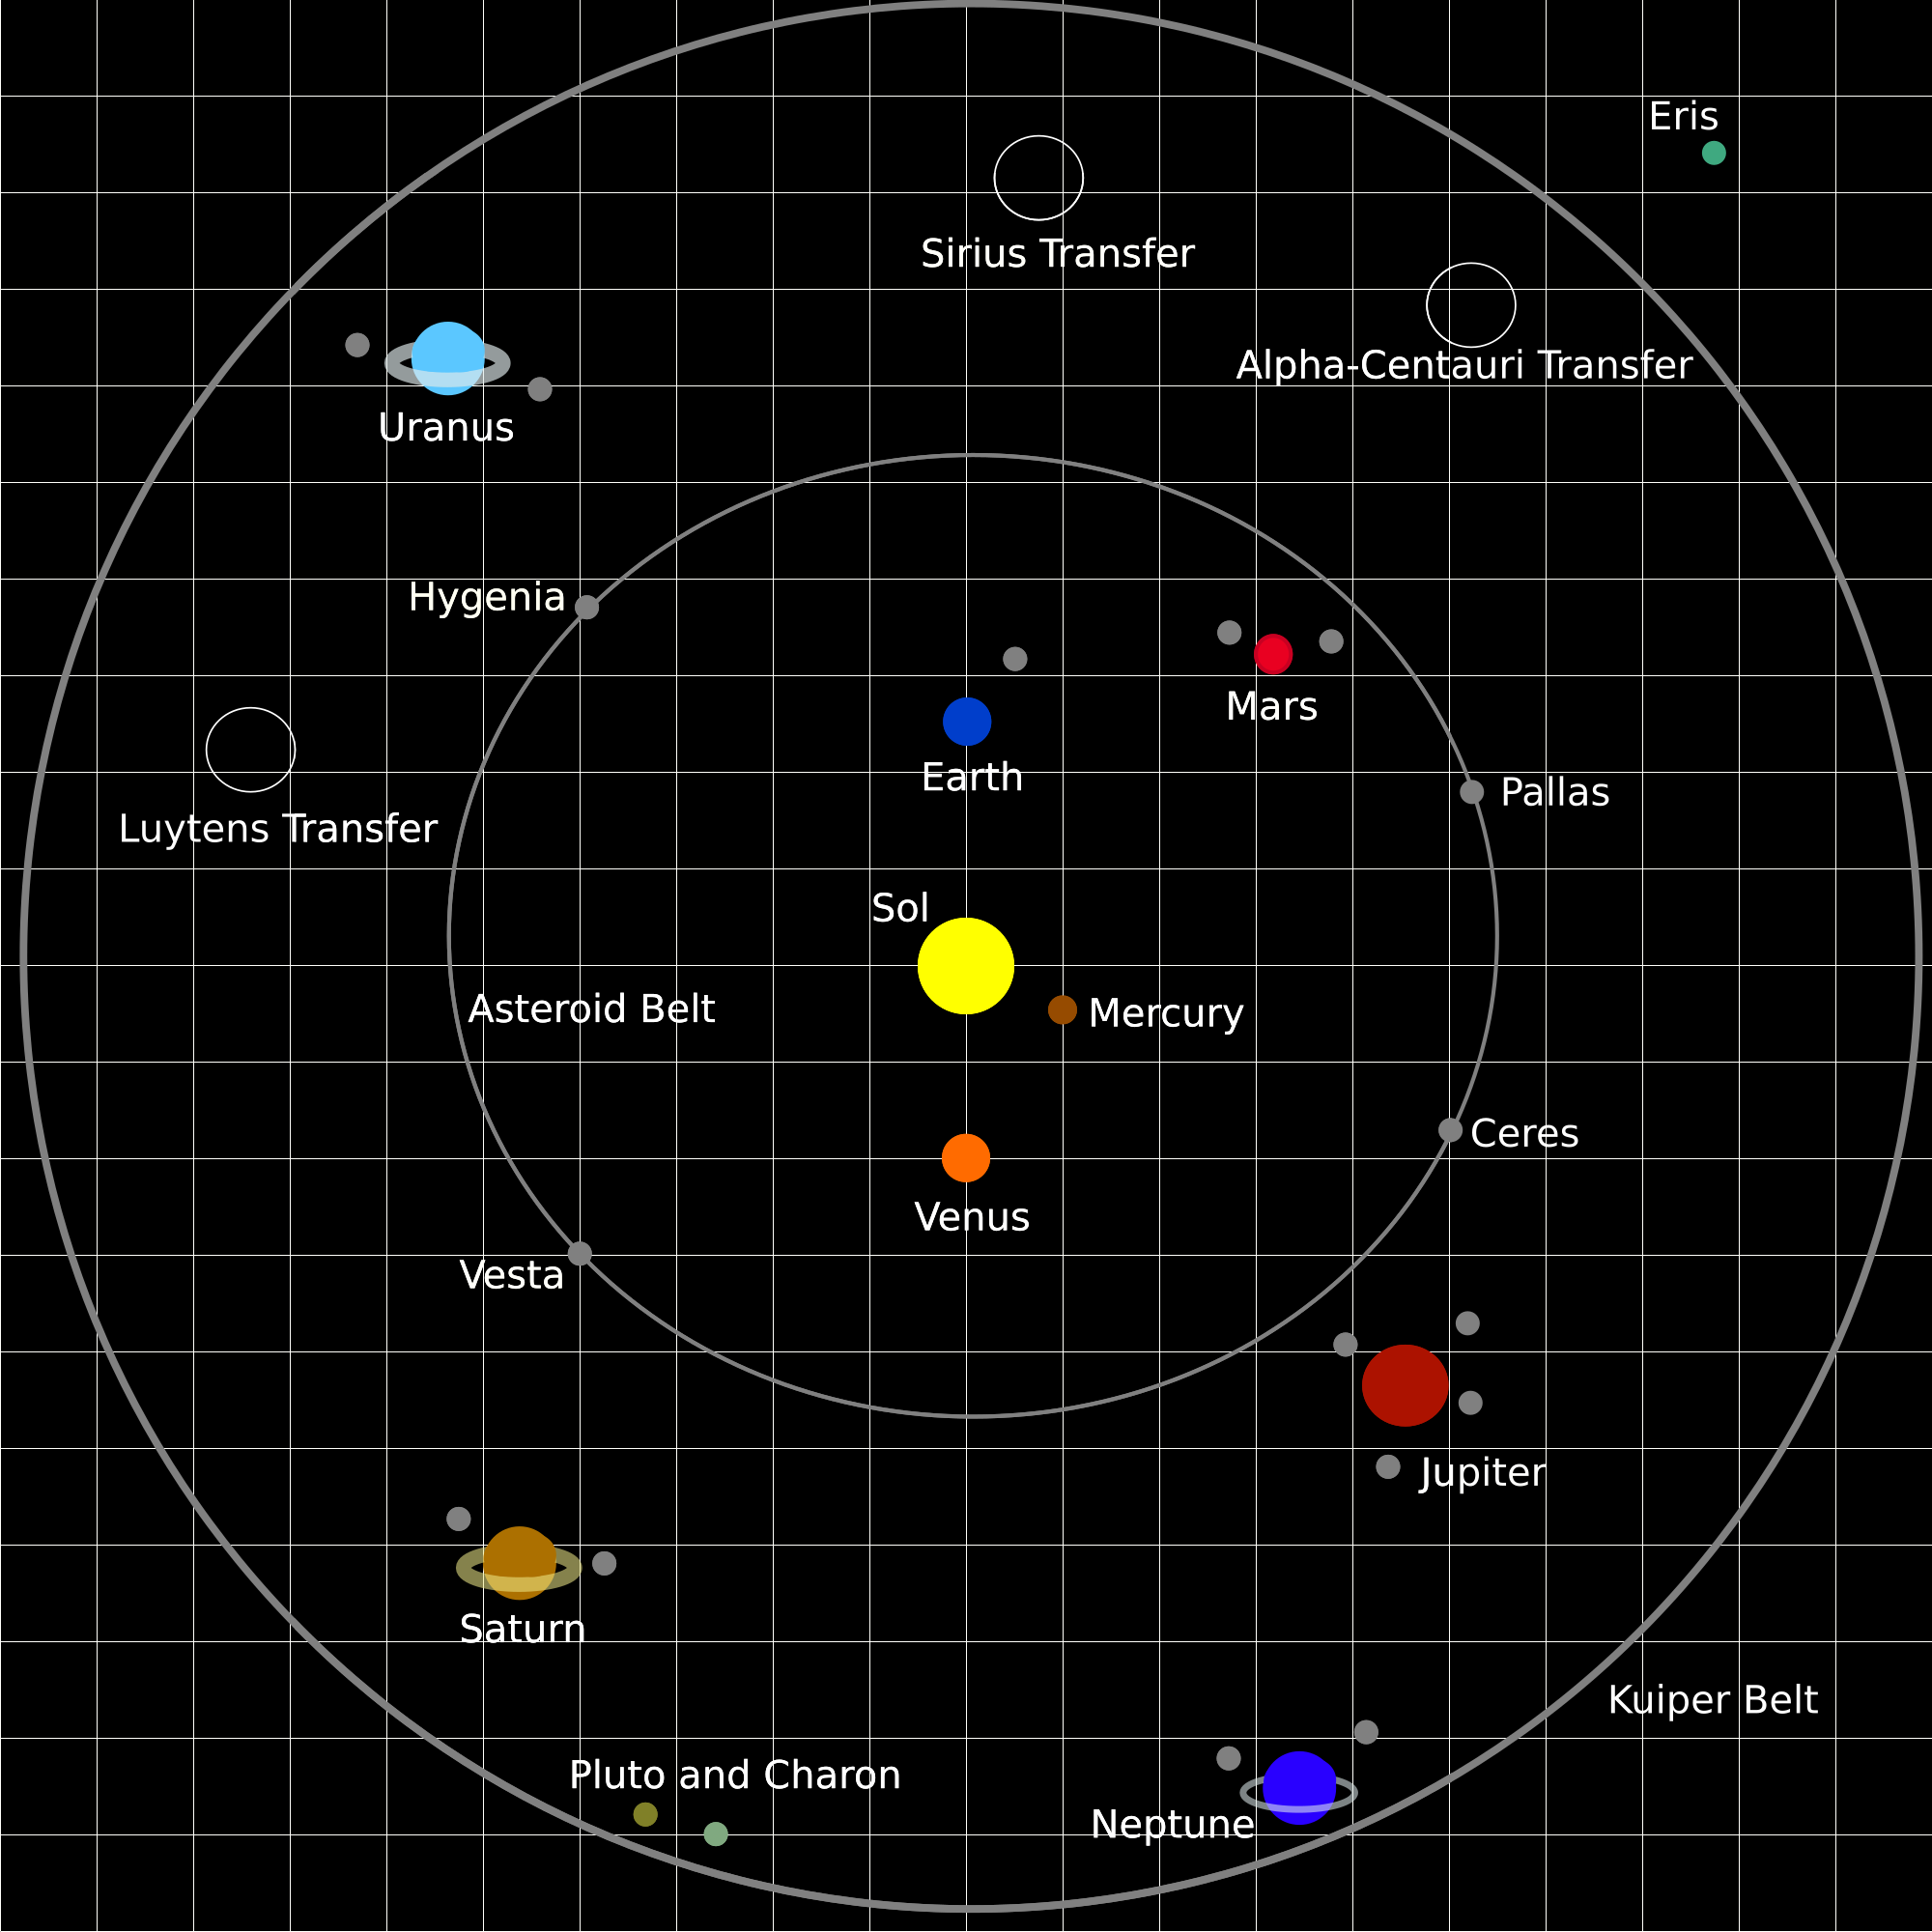 Eris
Sirius Transfer
Alpha-Centauri Transfer
Uranus
Hygenia
Mars
Earth
Pallas
Luytens Transfer
Sol
Asteroid Belt
Mercury
Ceres
Venus
Vesta
Jupiter
Saturn
Kuiper Belt
Pluto and Charon
Neptune